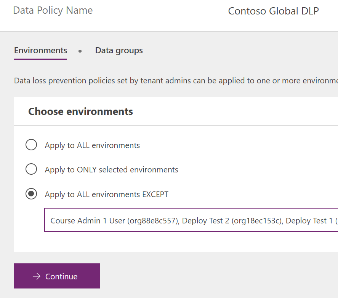 Data Policy Name
Contoso Global DLP
Environments
Data groups
Data loss prevention policies set by tenant admins can be applied to one or more
Choose environments
Apply to ALL environments
Apply to ONLY selected environments
Apply to ALL environments EXCEPT
Course Admin 1 User (org88e8c557), Deploy Test 2 (org18ec153c), Deploy Test 1 (
→ Continue